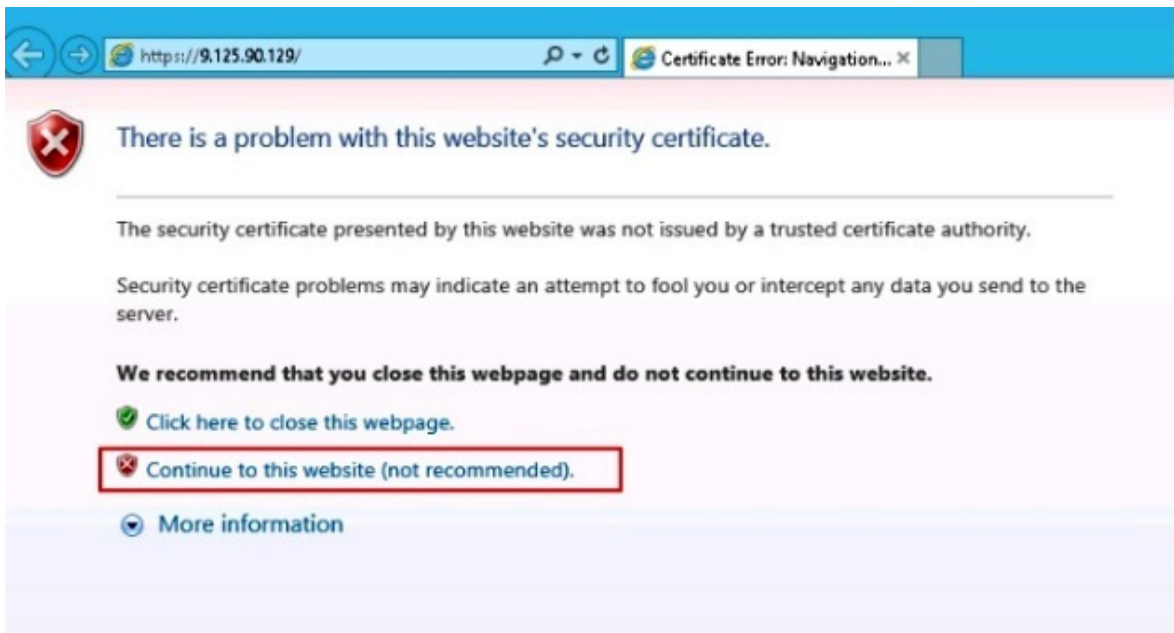 https://9.125.90.129/
Certificate Error: Navigation...
There is a problem with this website's security certificate.
The security certificate presented by this website was not issued by a trusted certificate authority.
Security certificate problems may indicate an attempt to fool you or intercept any data you send to the
server.
We recommend that you close this webpage and do not continue to this website.
Click here to close this webpage.
Continue to this website (not recommended).
More information